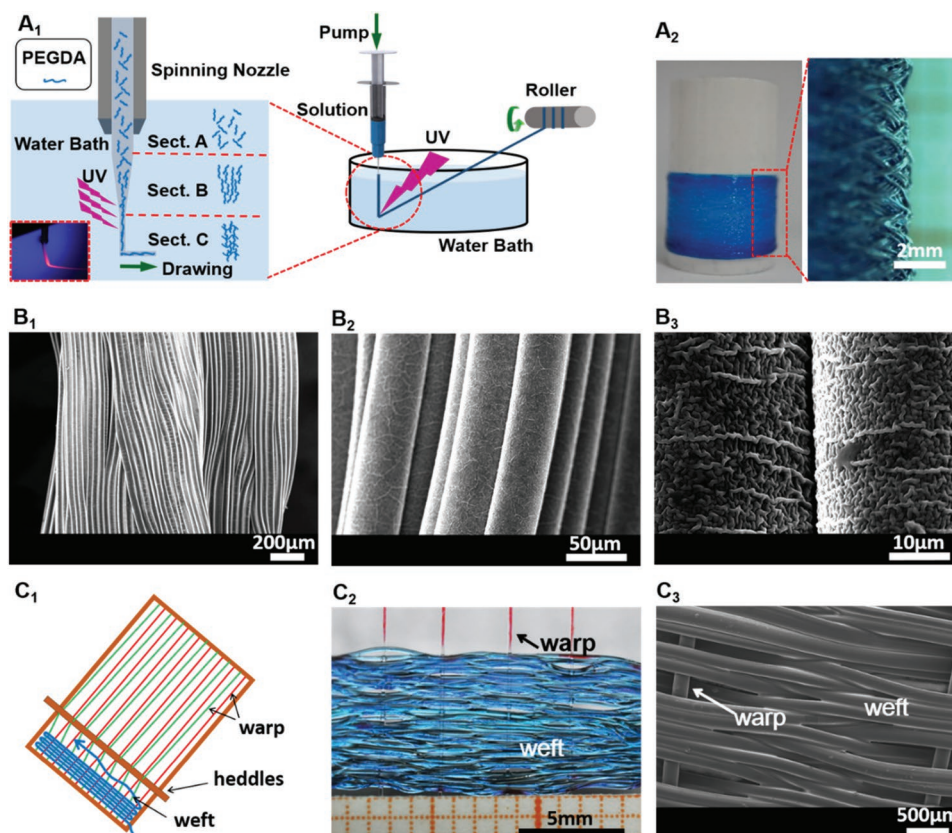 A1
PEGDA
Spinning Nozzle
Water Bath
Sect. A
UV
Sect. B
Sect. C
Drawing
Pump
Solution
UV
Roller
Water Bath
A2
2mm
B1
200μm
B2
50μm
B3
10μm
C1
warp
heddles
weft
C2
warp
weft
5mm
C3
warp
weft
500μm